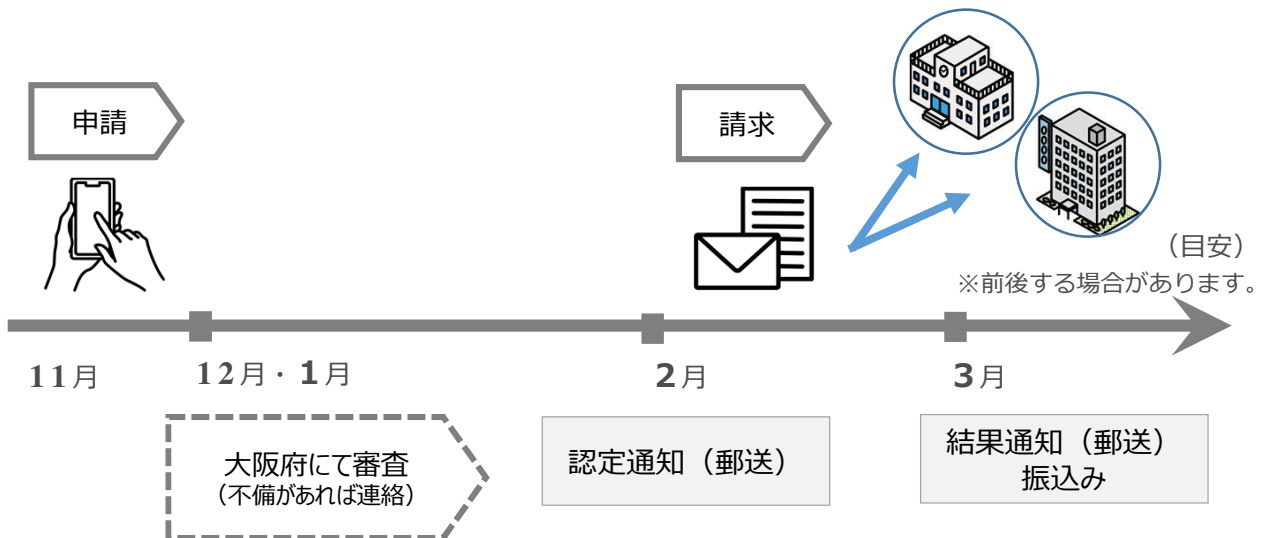 申請
請求
（目安）
※前後する場合があります。
11月
12月・1月
2月
3月
大阪府にて審査
（不備があれば連絡）
認定通知（郵送）
結果通知（郵送）
振込み